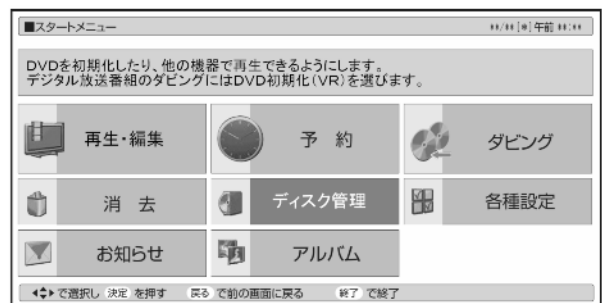 ■スタートメニュー
**/**[*]午前 **:**
DVDを初期化したり、他の機器で再生できるようにします。
デジタル放送番組のダビングにはDVD初期化(VR)を選びます。
再生・編集
予 約
ダビング
消 去
ディスク管理
各種設定
お知らせ
アルバム
で選択し 決定 を押す 戻る で前の画面に戻る 終了 で終了